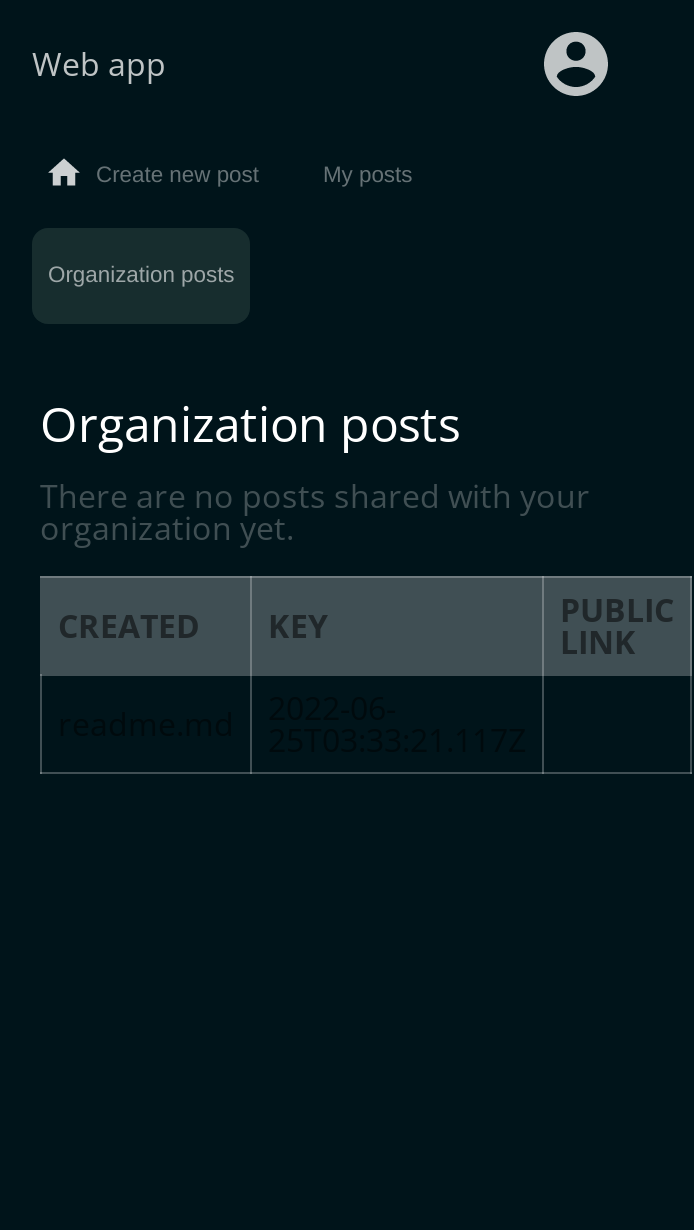 Web app
Create new post My posts
Organization posts
Organization posts
There are no posts shared with your
organization yet.
CREATED KEY PUBLIC
LINK
readme.md 2022-06-
25T03:33:21.117Z